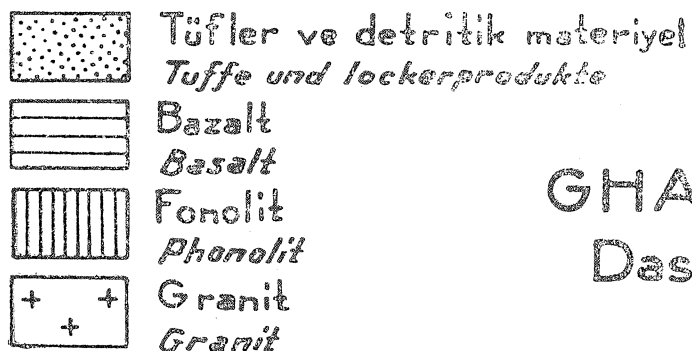 Tüfler ve detritik materiyel
Tuffe und lockerprodukte
Bazalt
Basalt
Fonolit
Phonolit
Granit
Granit
GHA
Das